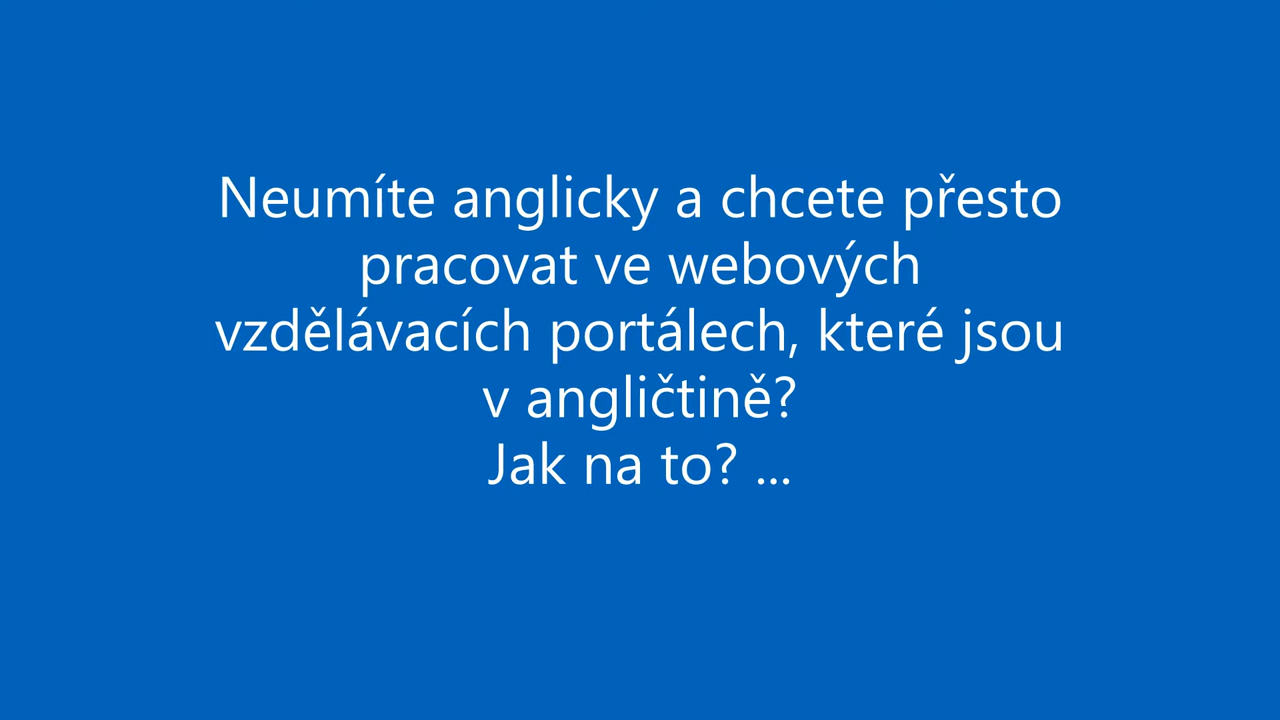 Neumíte anglicky a chcete přesto
pracovat ve webových
vzdělávacích portálech, které jsou
v angličtině?
Jak na to? ...